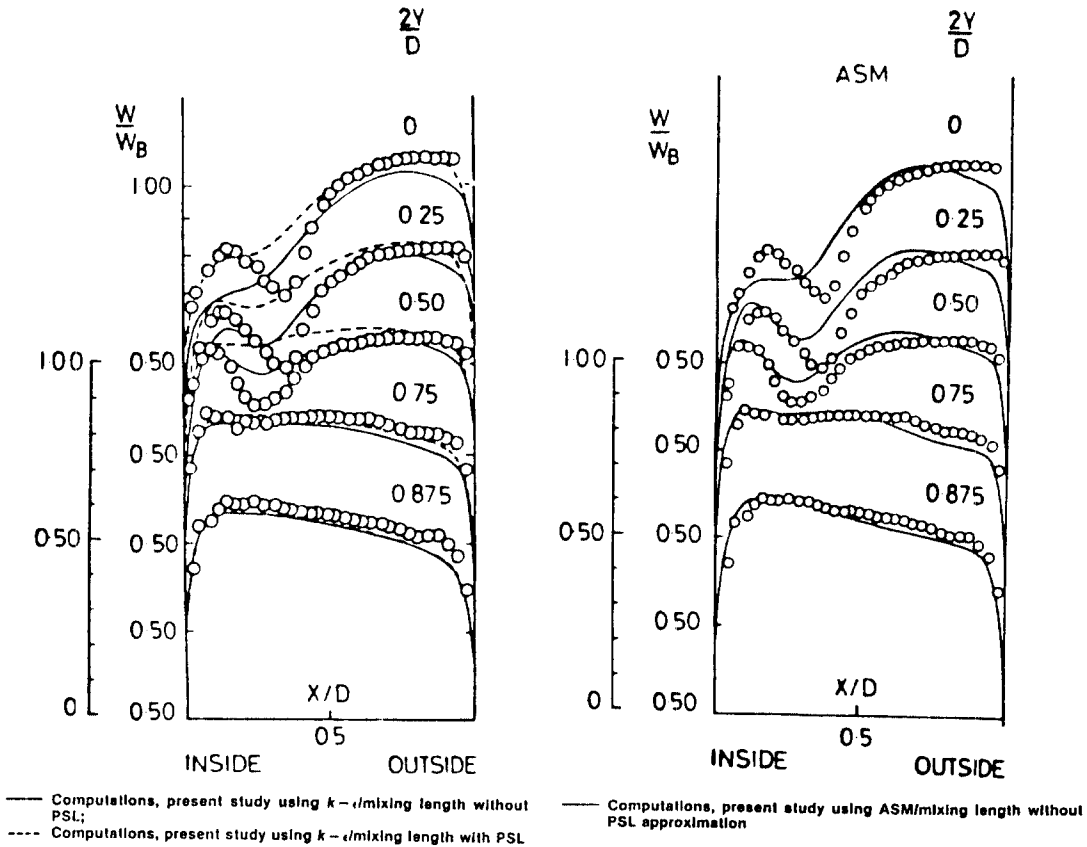 2Y
D
W
WB
0
1·00
0·25
0·50
1·00
0·50
0·75
0·50
0·875
0·50
0·50
0·50
X/D
0
0·50
0·5
INSIDE
OUTSIDE
Computations, present study using k – ϵ/mixing length without
PSL;
Computations, present study using k – ϵ/mixing length with PSL
2Y
D
ASM
W
WB
0
0·25
0·50
1·00
0·50
0·75
0·50
0·875
0·50
0·50
0·50
X/D
0
0·50
0·5
INSIDE
OUTSIDE
Computations, present study using ASM/mixing length without
PSL approximation